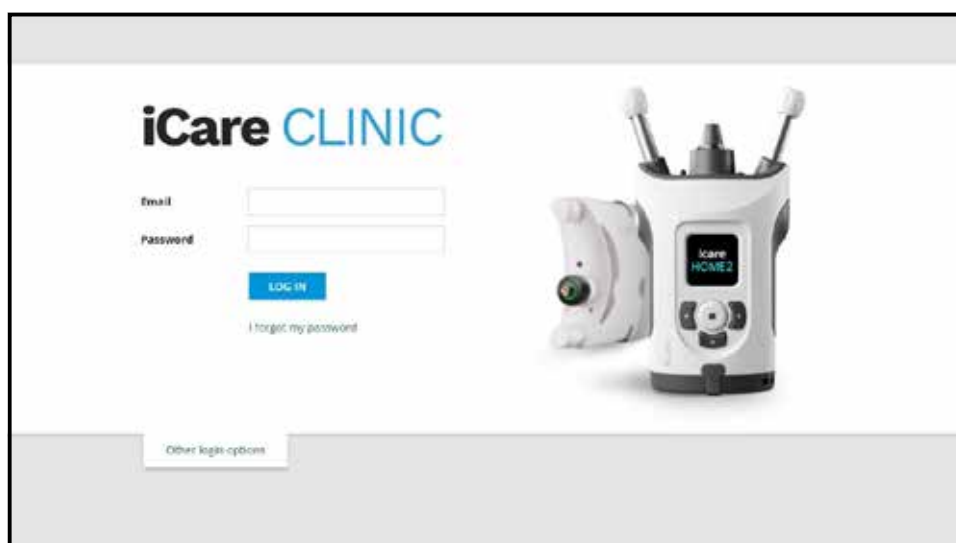 iCare CLINIC
Email
Password
LOG IN
I forgot my password
Other login options
icare
HOME2